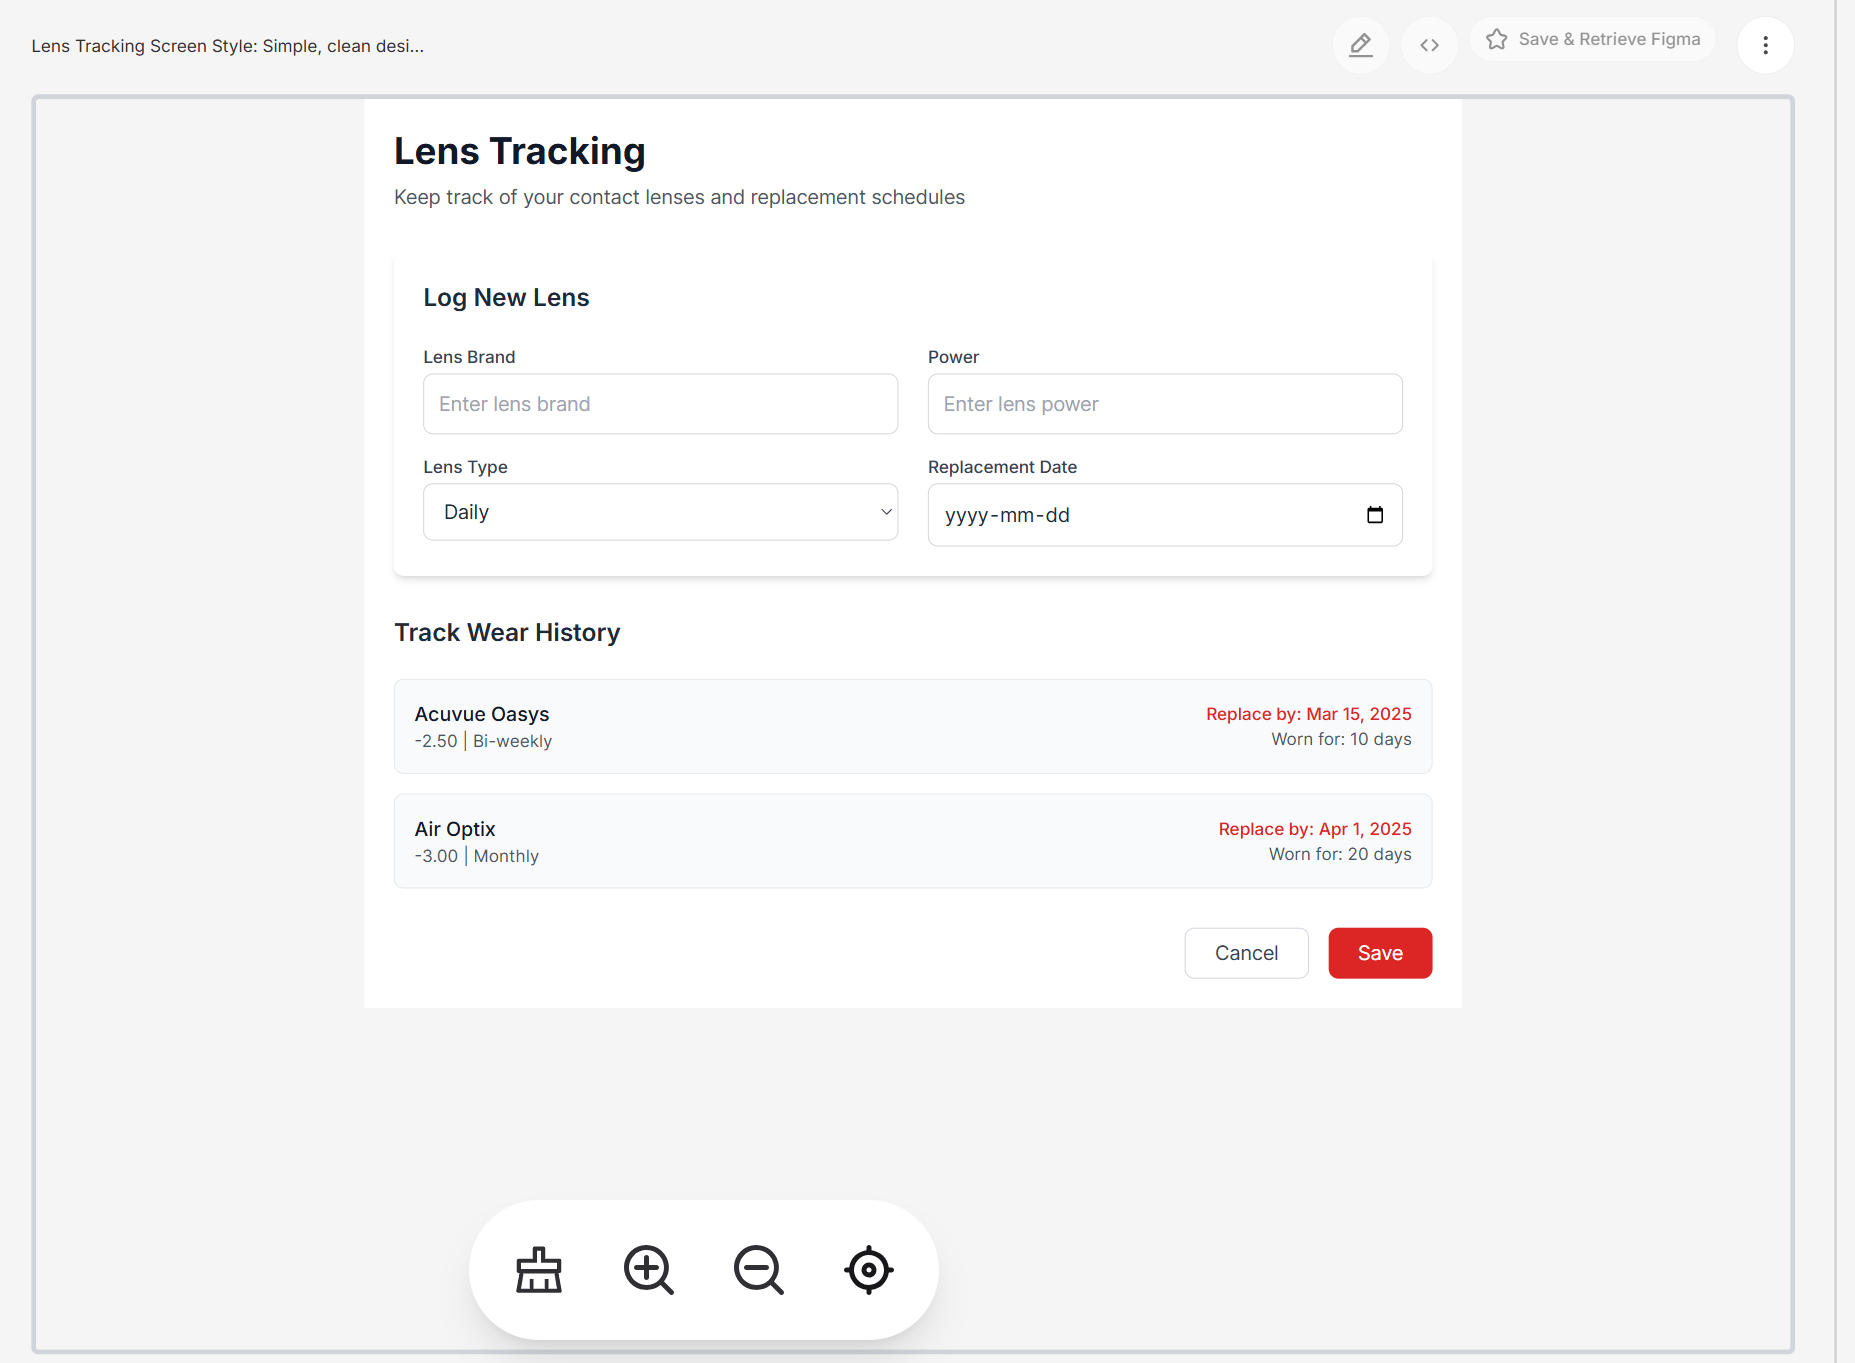 Lens Tracking Screen Style: Simple, clean desi...
Save & Retrieve Figma
Lens Tracking
Keep track of your contact lenses and replacement schedules
Log New Lens
Lens Brand
Power
Enter lens brand
Enter lens power
Lens Type
Replacement Date
Daily
yyyy-mm-dd
Track Wear History
Acuvue Oasys
Replace by: Mar 15, 2025
-2.50 | Bi-weekly
Worn for: 10 days
Air Optix
Replace by: Apr 1, 2025
-3.00 | Monthly
Worn for: 20 days
Cancel
Save